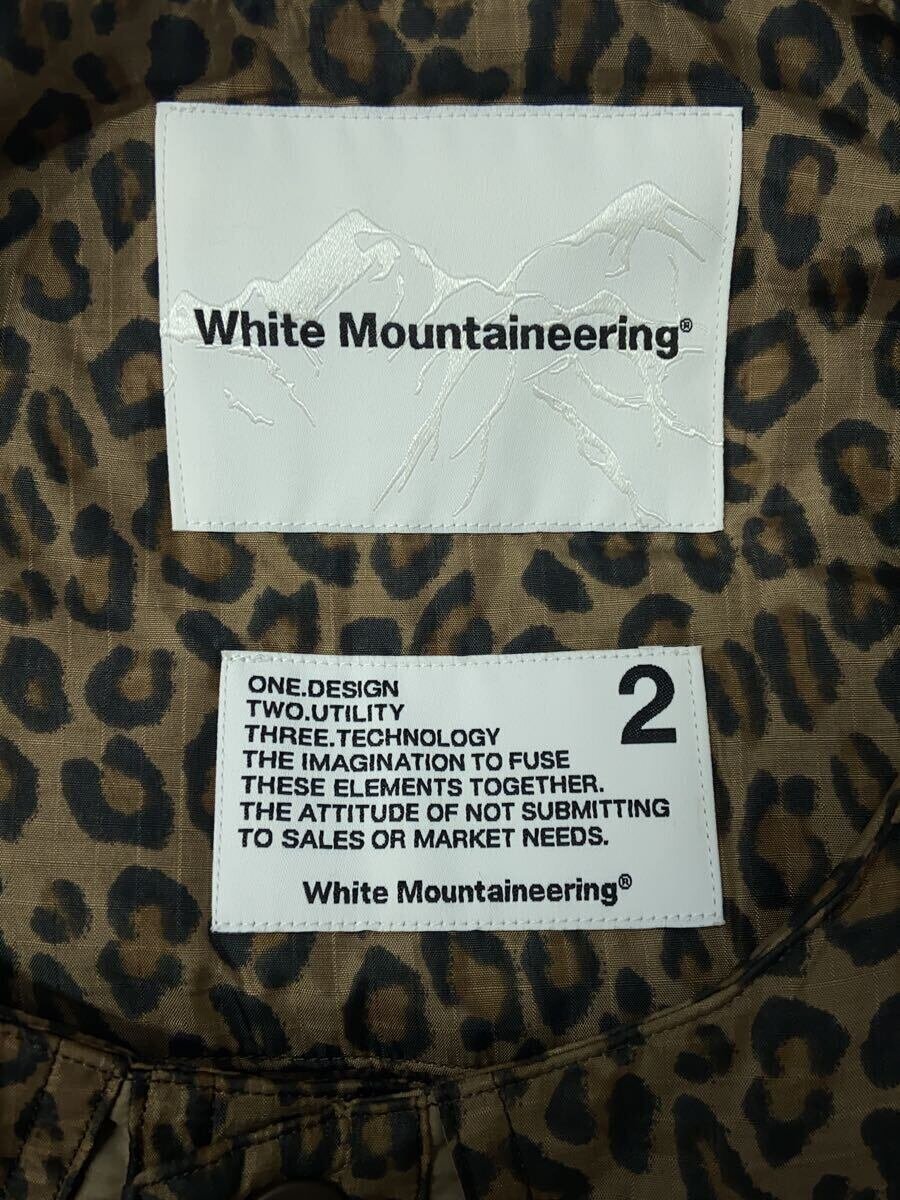 White Mountaineering®
2
ONE.DESIGN
TWO.UTILITY
THREE.TECHNOLOGY
THE IMAGINATION TO FUSE
THESE ELEMENTS TOGETHER.
THE ATTITUDE OF NOT SUBMITTING
TO SALES OR MARKET NEEDS.
White Mountaineering®